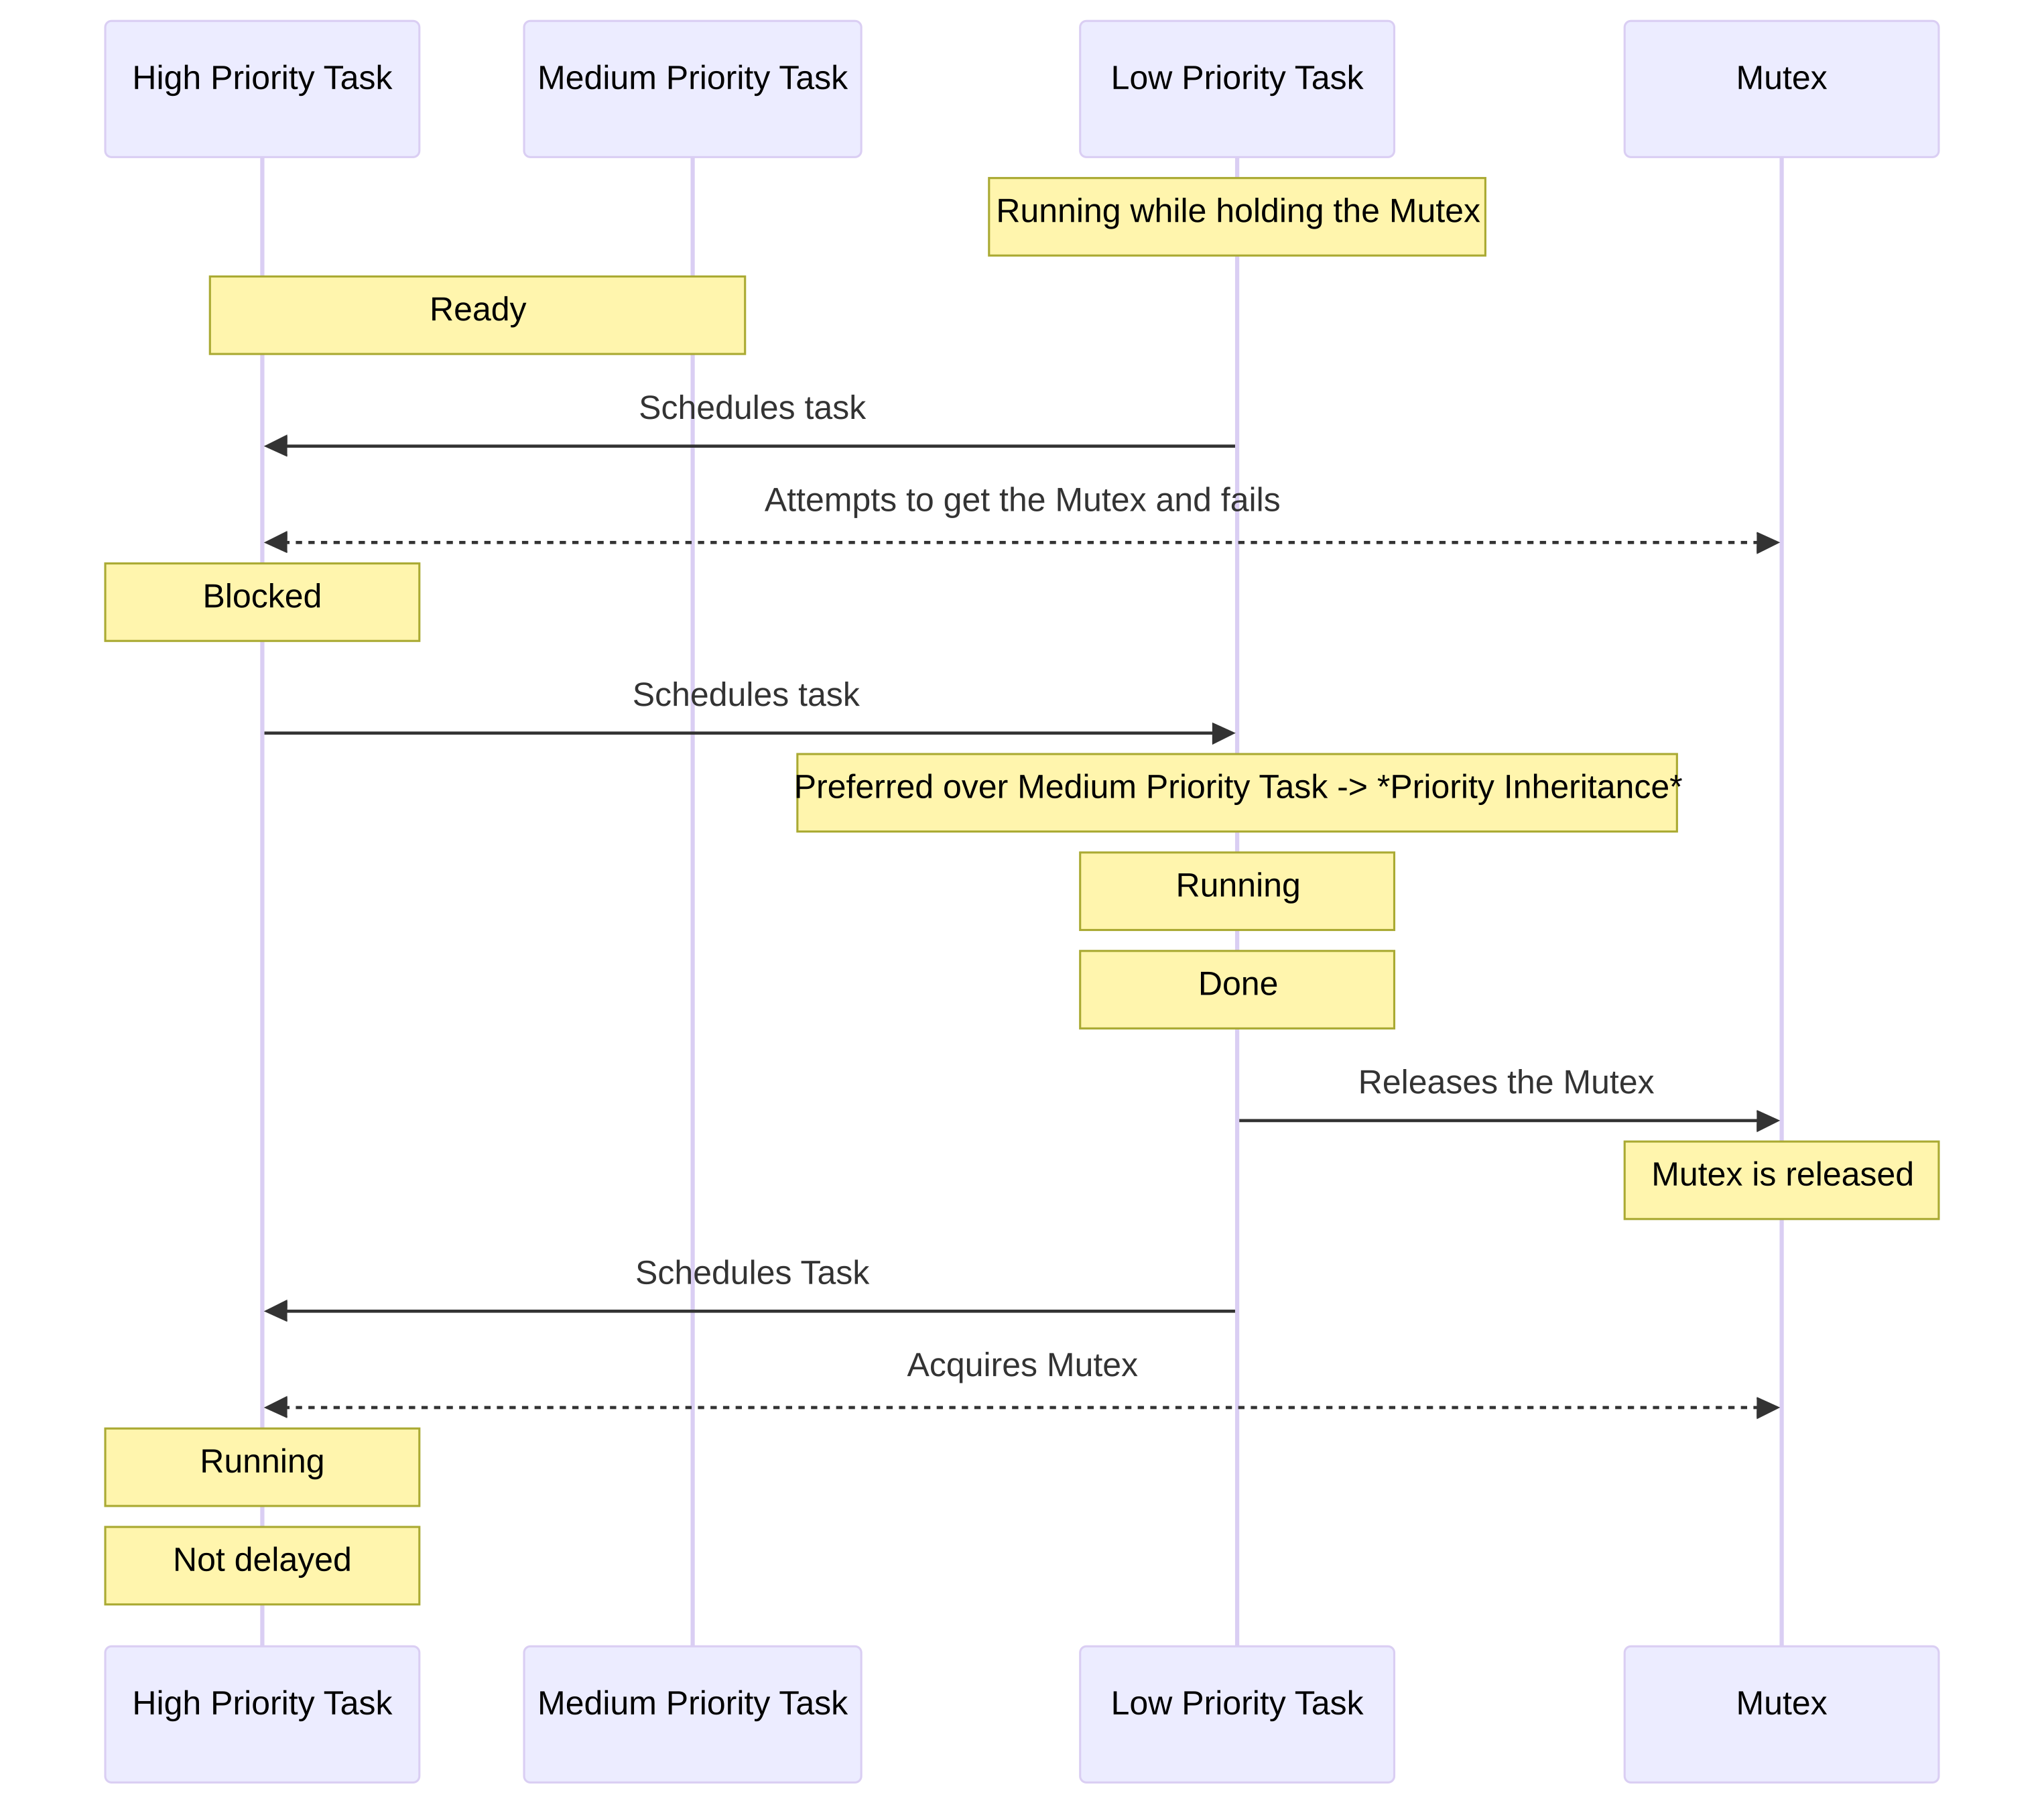 High Priority Task
Medium Priority Task
Low Priority Task
Mutex
Running while holding the Mutex
Ready
Schedules task
Attempts to get the Mutex and fails
Blocked
Schedules task
Preferred over Medium Priority Task -> *Priority Inheritance*
Running
Done
Releases the Mutex
Mutex is released
Schedules Task
Acquires Mutex
Running
Not delayed
High Priority Task
Medium Priority Task
Low Priority Task
Mutex